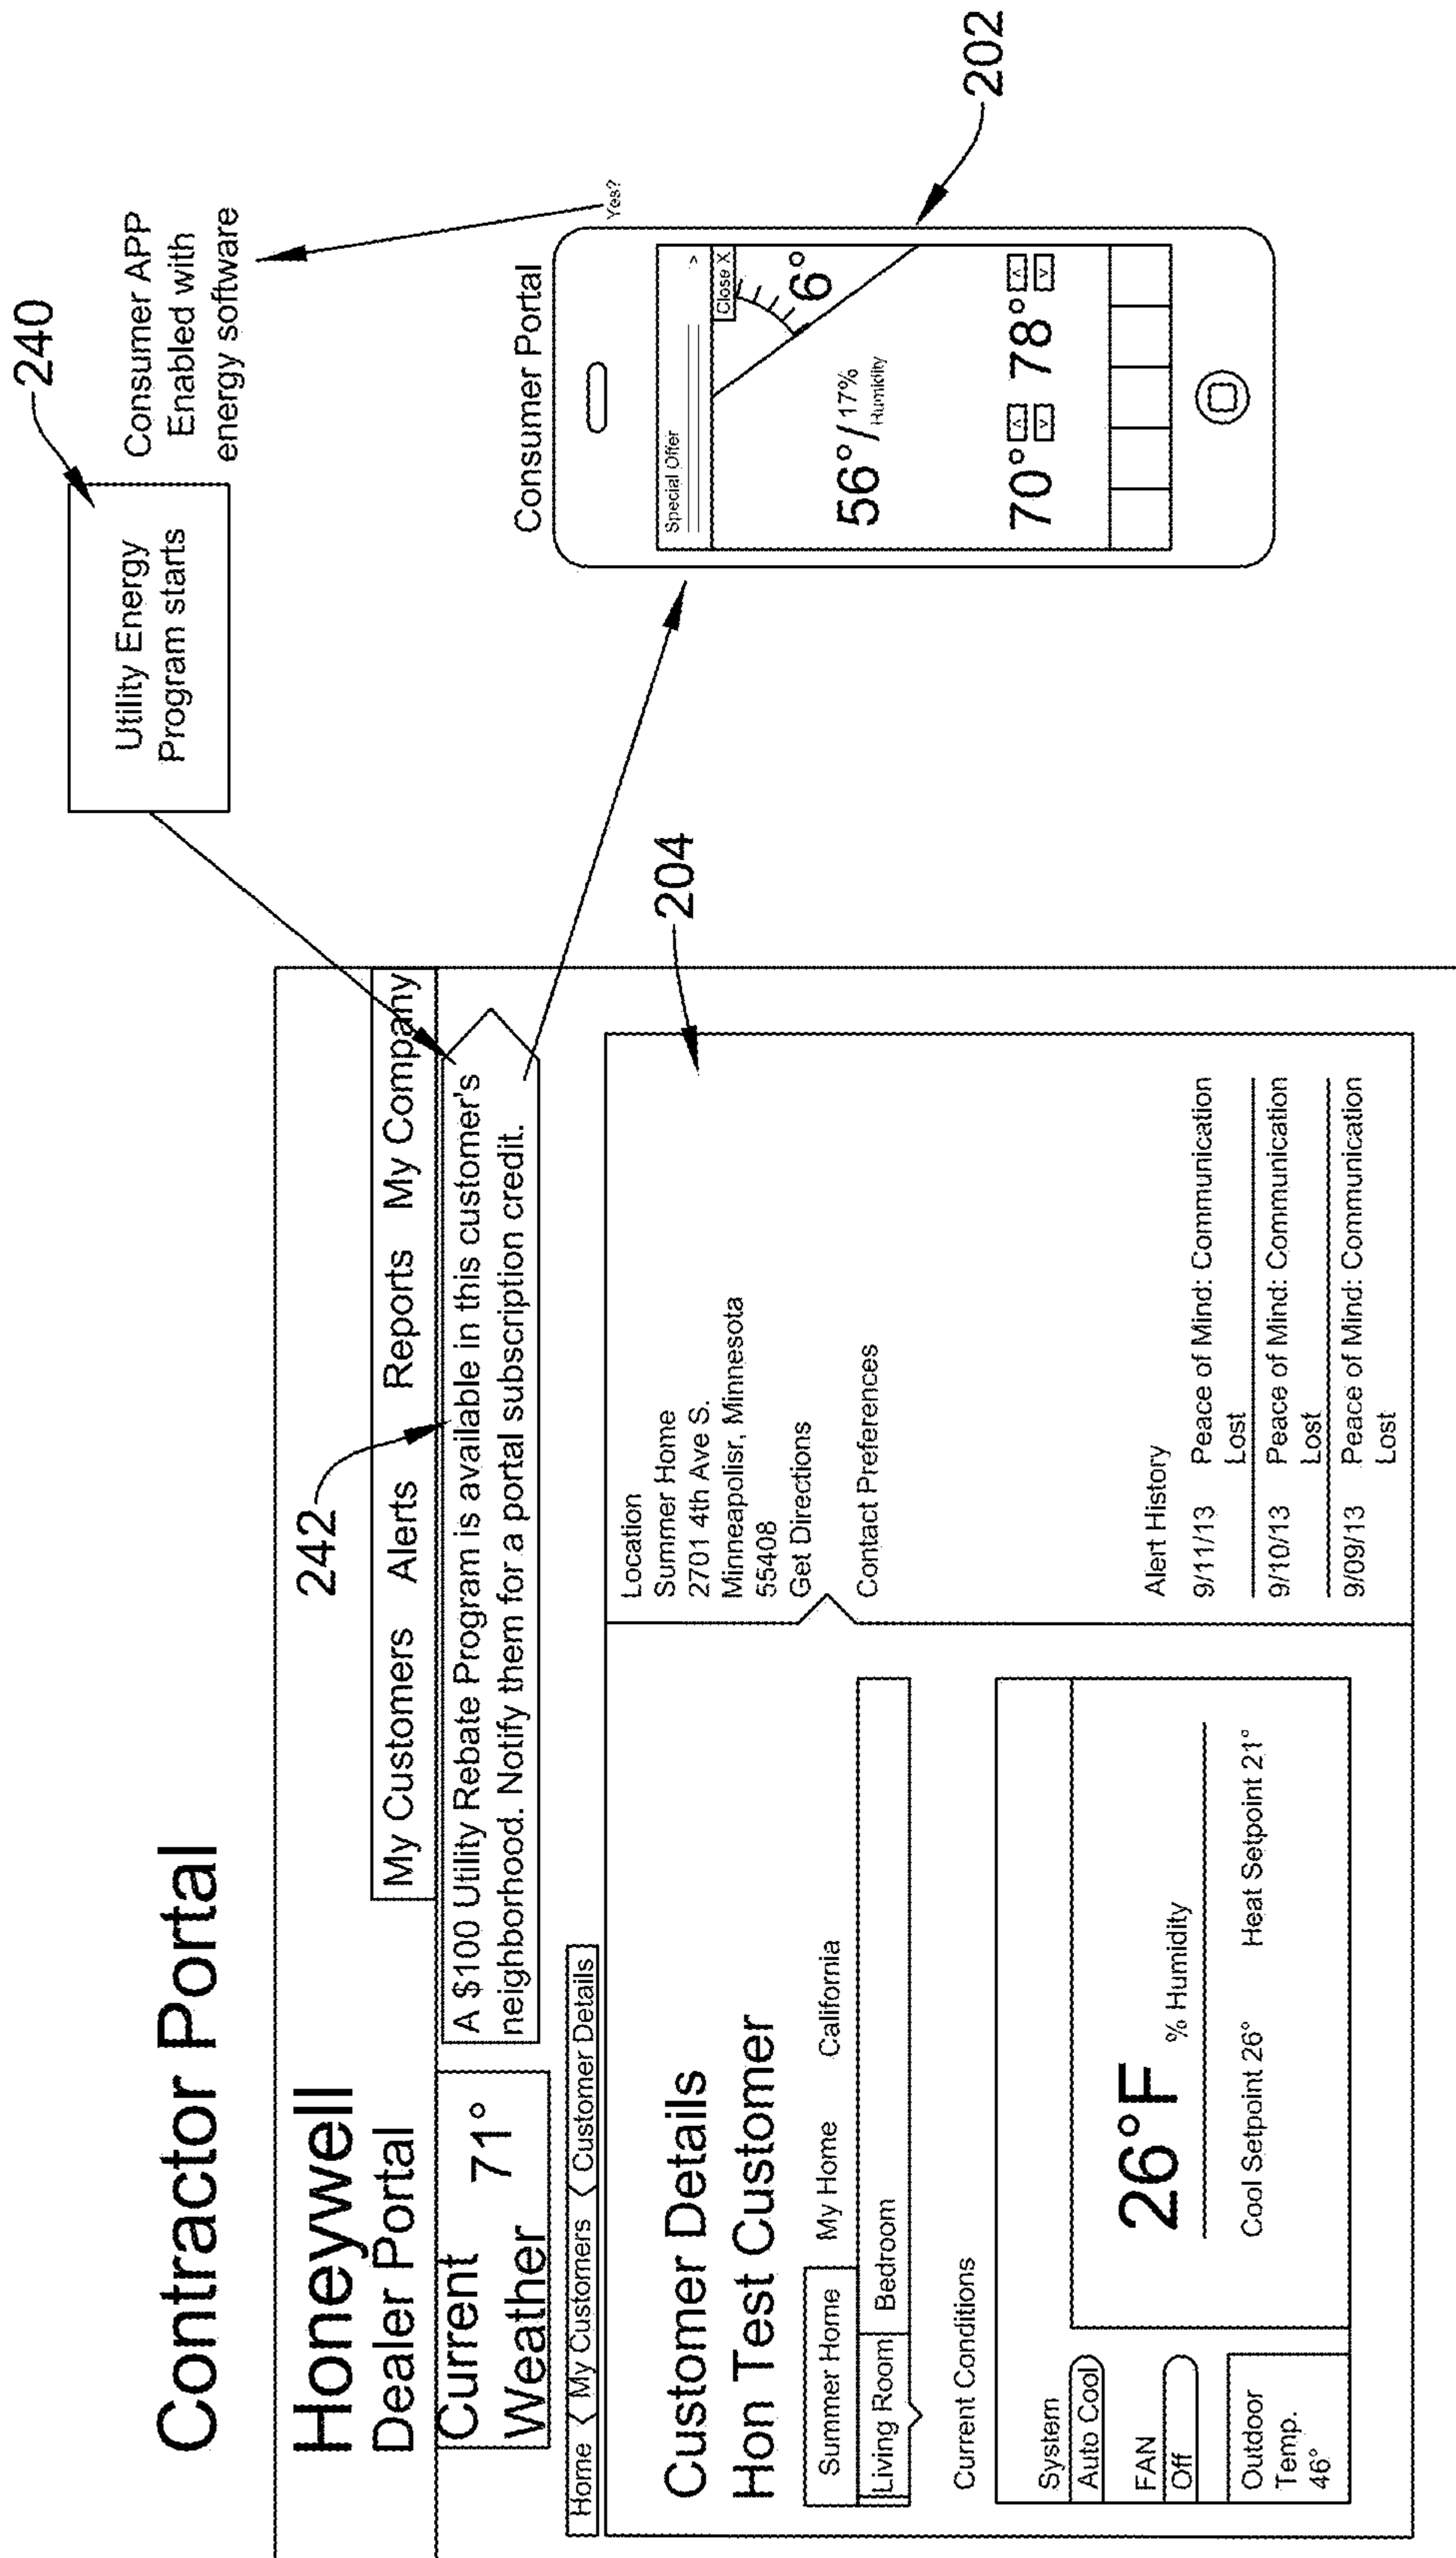 Contractor Portal
240
Utility Energy
Program starts
Consumer APP
Enabled with
energy software
Honeywell
Dealer Portal
242
My Customers Alerts Reports My Company
Current
Weather
71°
A $100 Utility Rebate Program is available in this customer's
neighborhood. Notify them for a portal subscription credit.
Home < My Customers < Customer Details
Customer Details
Hon Test Customer
Summer Home My Home California
Living Room Bedroom
Current Conditions
System
Auto Cool
FAN
Off
Outdoor
Temp.
46°
26°F
% Humidity
Cool Setpoint 26° Heat Setpoint 21°
Location
Summer Home
2701 4th Ave S.
Minneapolisr, Minnesota
55408
Get Directions
Contact Preferences
Alert History
9/11/13 Peace of Mind: Communication
Lost
9/10/13 Peace of Mind: Communication
Lost
9/09/13 Peace of Mind: Communication
Lost
204
Consumer Portal
Yes?
Special Offer >
Close X
6°
56° / 17%
Humidity
70° 78°
202